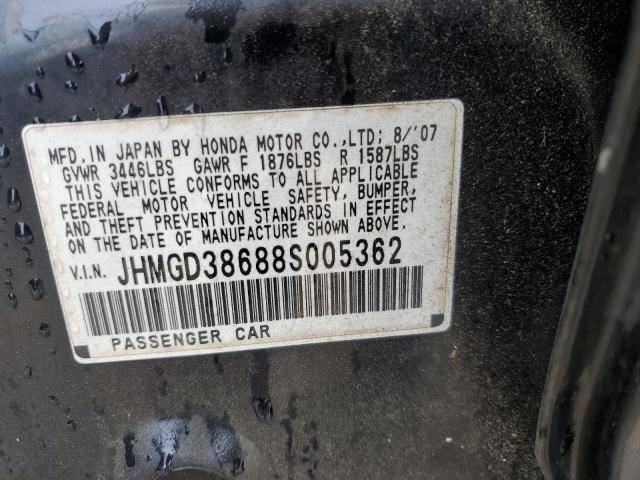 MFD. IN JAPAN BY HONDA MOTOR CO.,LTD; 8/'07
GVWR 3446LBS GAWR F 1876LBS R 1587LBS
THIS VEHICLE CONFORMS TO ALL APPLICABLE
FEDERAL MOTOR VEHICLE SAFETY, BUMPER,
AND THEFT PREVENTION STANDARDS IN EFFECT
ON THE DATE OF MANUFACTURE SHOWN ABOVE.
V.I.N. JHMGD38688S005362
PASSENGER CAR